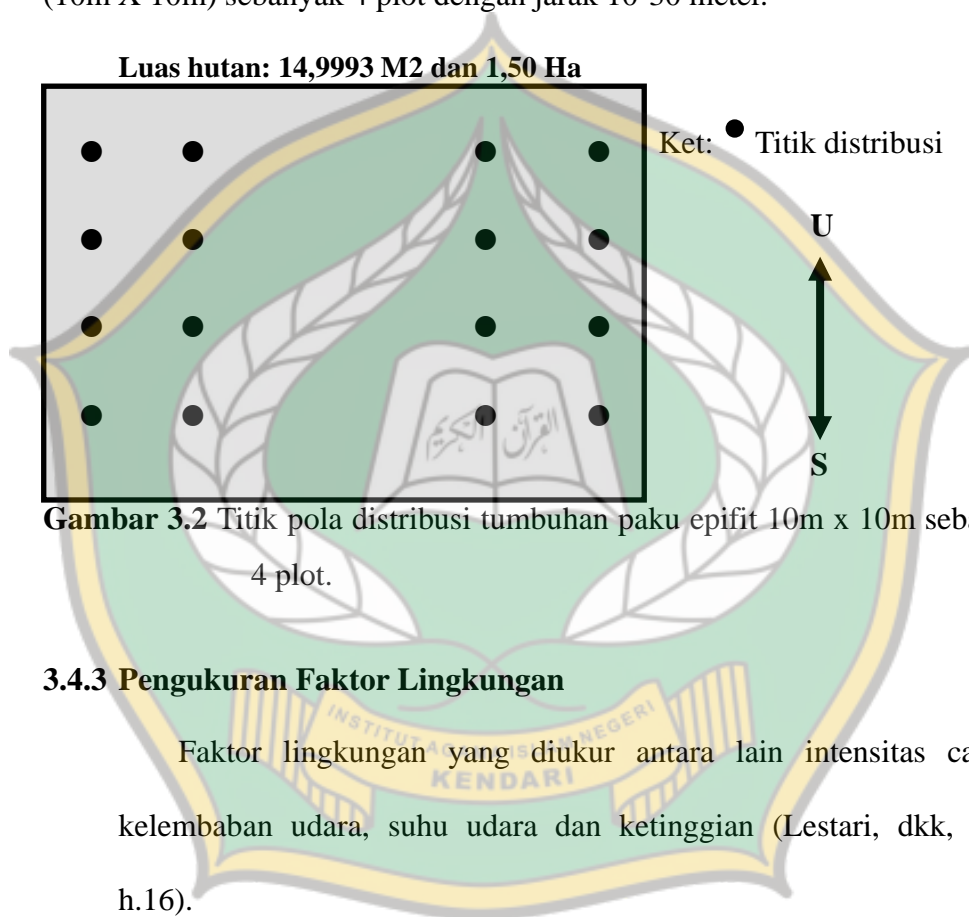 (10m X 10m) sebanyak 4 plot dengan jarak 10-30 meter.
Luas hutan: 14,9993 M2 dan 1,50 Ha
Ket: Titik distribusi
U
S
القرآن الكريم
Gambar 3.2 Titik pola distribusi tumbuhan paku epifit 10m x 10m
4 plot.
3.4.3 Pengukuran Faktor Lingkungan
INSTITUT AGAMA ISLAM NEGERI
KENDARI
Faktor lingkungan yang diukur antara lain intensitas
kelembaban udara, suhu udara dan ketinggian (Lestari, dkk,
h.16).